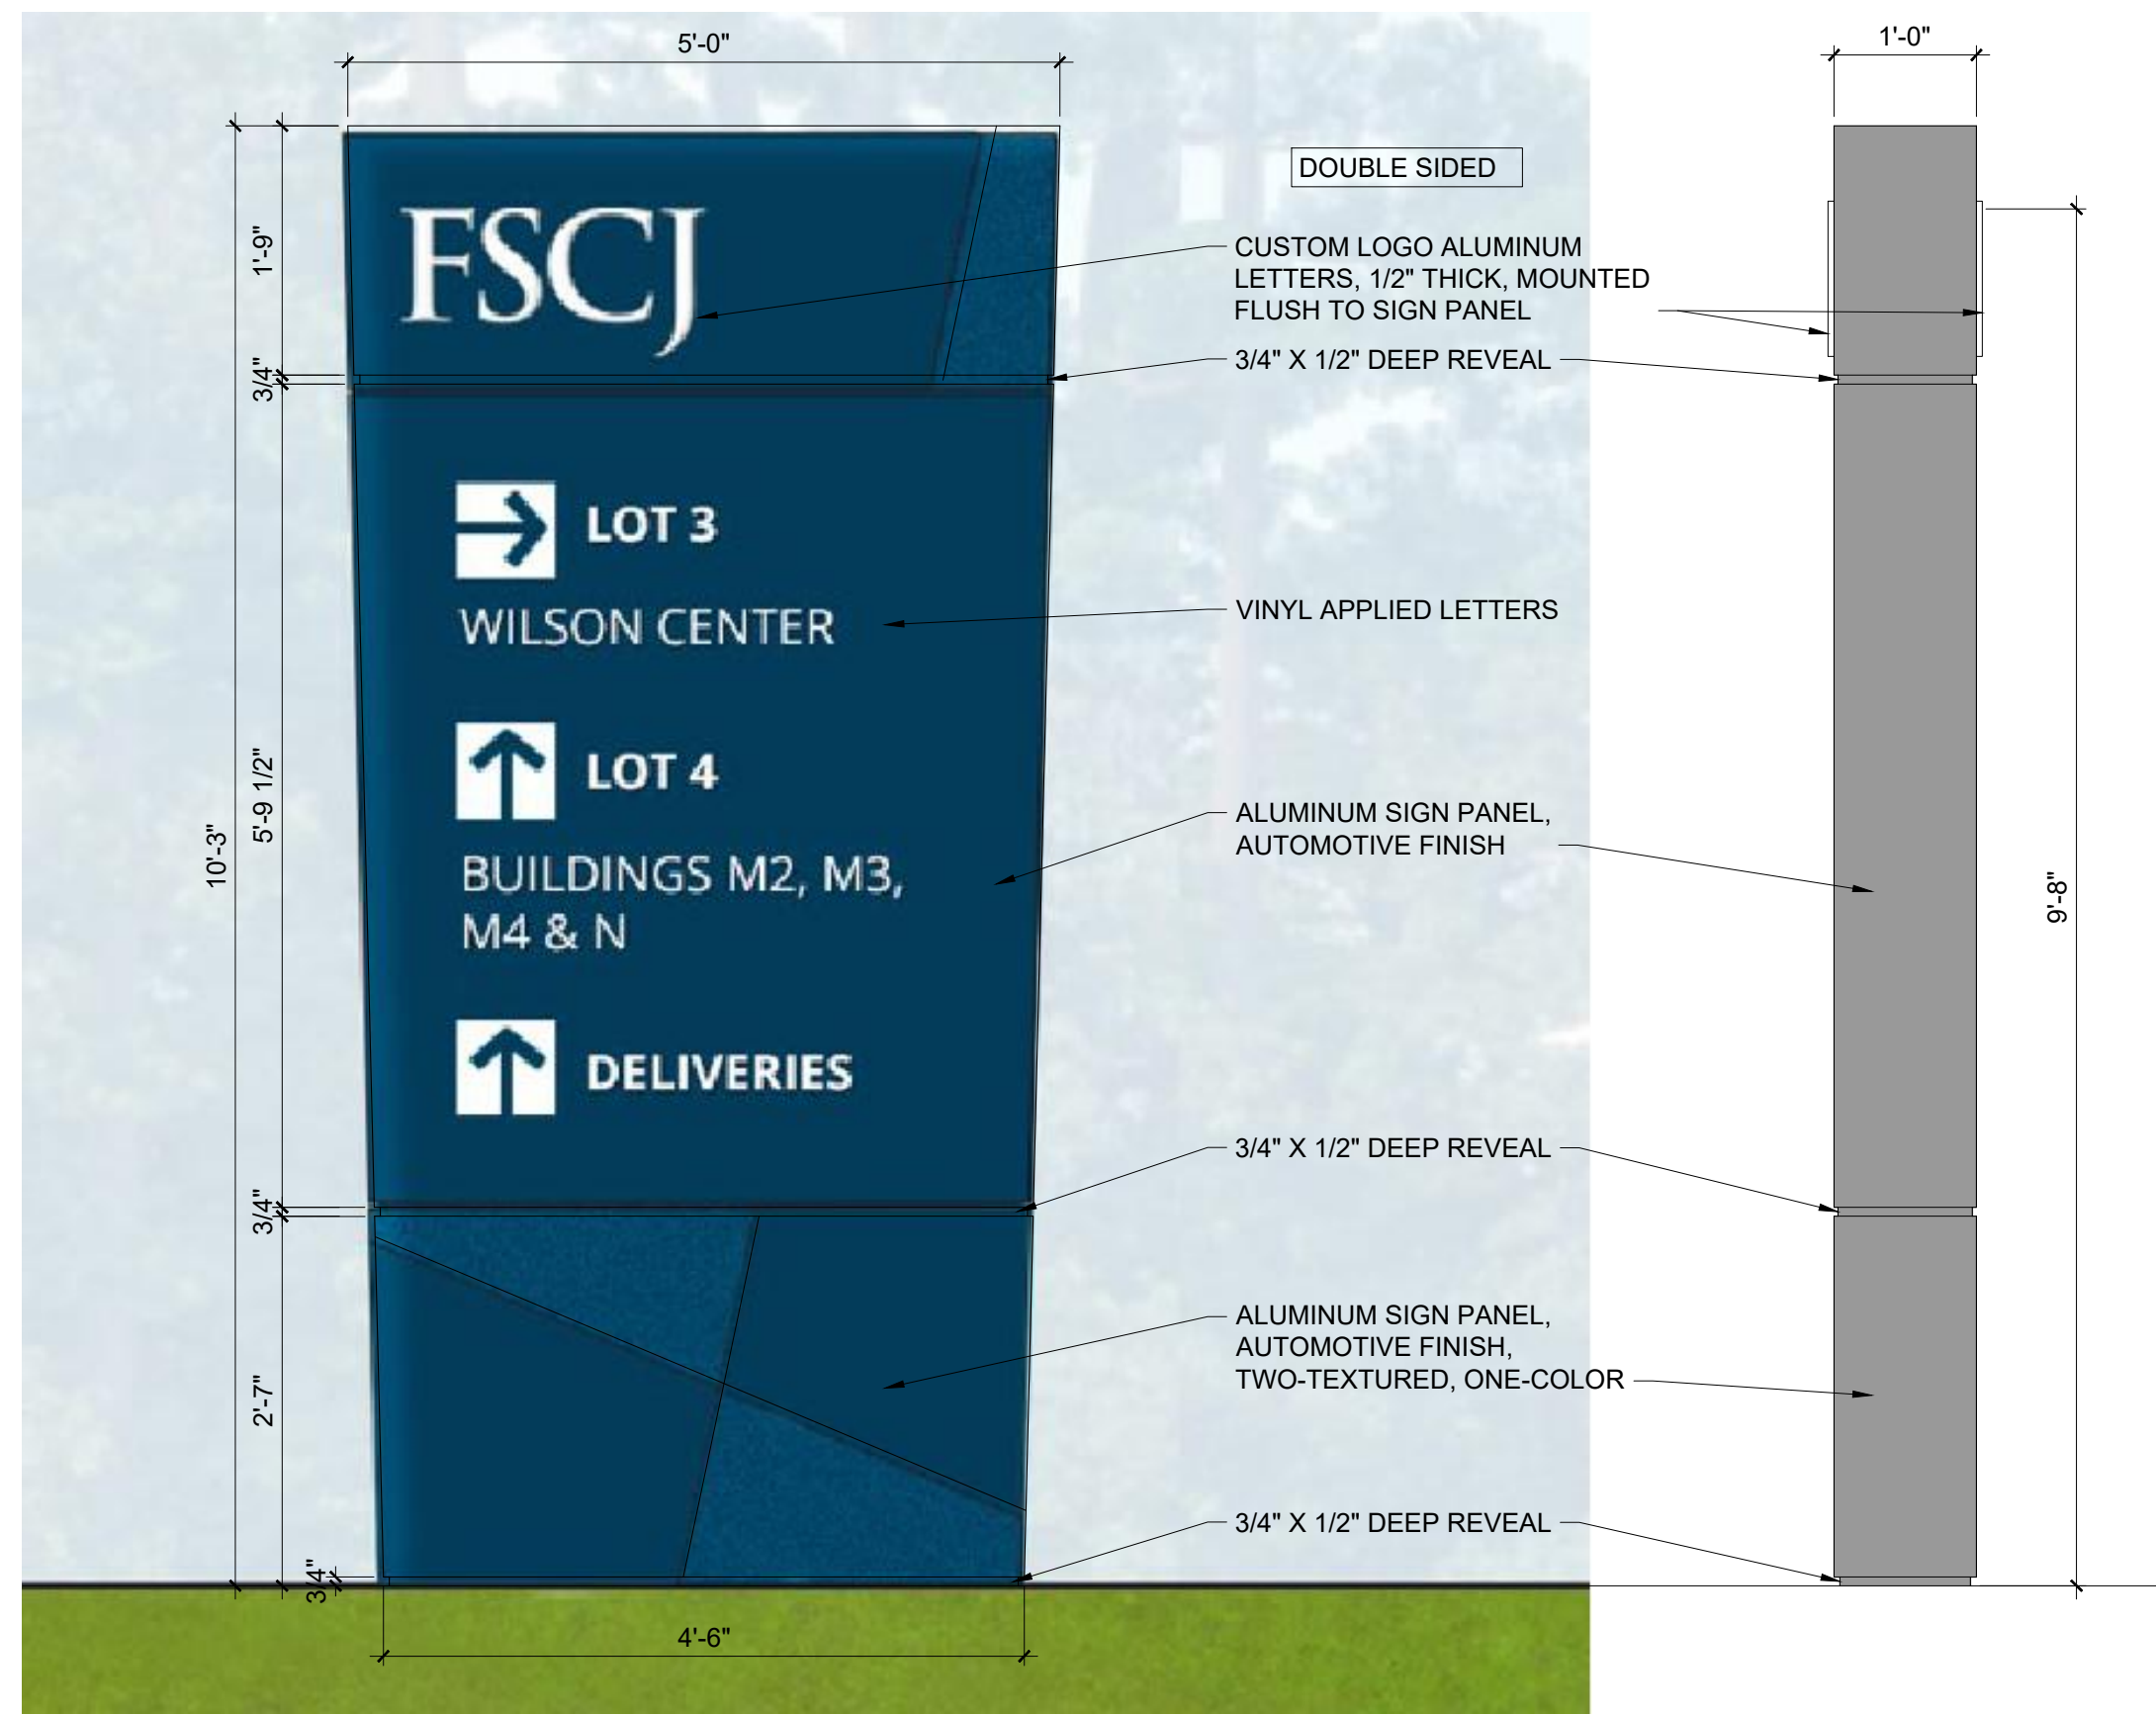 5'-0"
1'-0"
DOUBLE SIDED
FSCJ
1'-9"
CUSTOM LOGO ALUMINUM
LETTERS, 1/2" THICK, MOUNTED
FLUSH TO SIGN PANEL
3/4"
3/4" X 1/2" DEEP REVEAL
LOT 3
WILSON CENTER
VINYL APPLIED LETTERS
LOT 4
5'-9 1/2"
10'-3"
ALUMINUM SIGN PANEL,
AUTOMOTIVE FINISH
9'-8"
BUILDINGS M2, M3,
M4 & N
DELIVERIES
3/4" X 1/2" DEEP REVEAL
3/4"
ALUMINUM SIGN PANEL,
AUTOMOTIVE FINISH,
TWO-TEXTURED, ONE-COLOR
2'-7"
3/4" X 1/2" DEEP REVEAL
3/4"
4'-6"